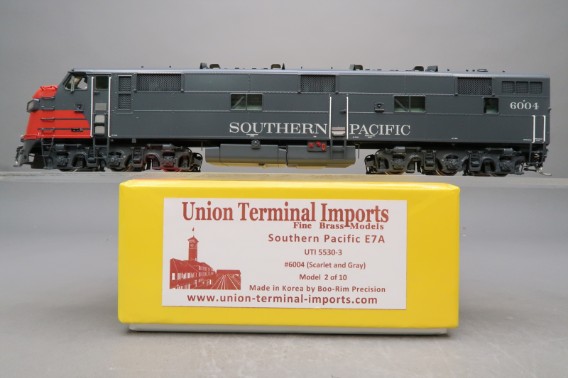 6004
SOUTHERN PACIFIC
Union Terminal Imports
Fine Brass Models
Southern Pacific E7A
UTI 5530-3
#6004 (Scarlet and Gray)
Model 2 of 10
Made in Korea by Boo-Rim Precision
www.union-terminal-imports.com